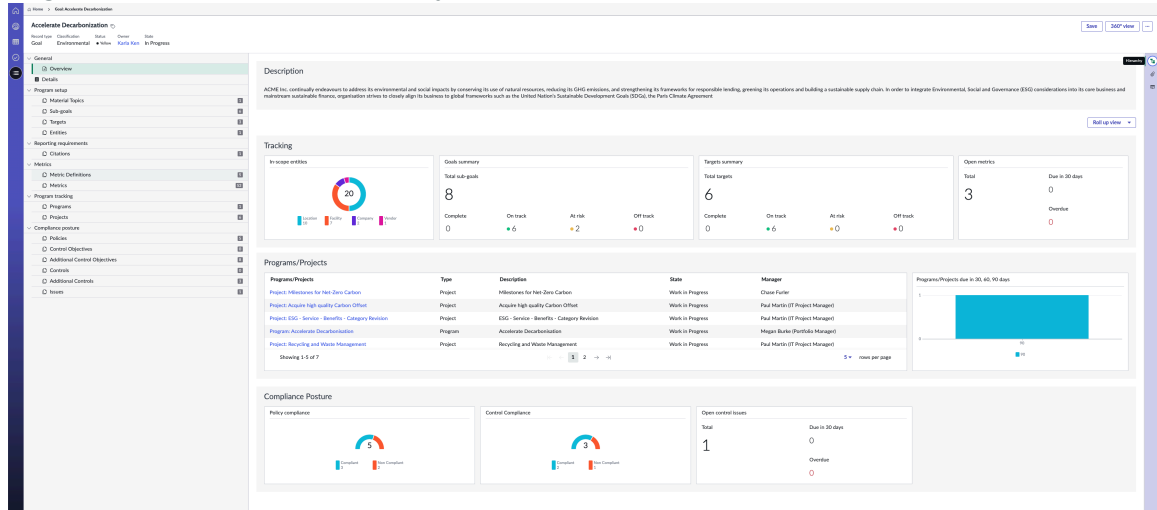 Home > Goal: Accelerate Decarbonization
Accelerate Decarbonization
Record type Classification Status Owner State
Goal Environmental Yellow Karla Ken In Progress
Save 360° view
General
Overview
Details
Program setup
Material Topics
Sub-goals
Targets
Entities
Reporting requirements
Citations
Metrics
Metric Definitions
Metrics
Program tracking
Programs
Projects
Compliance posture
Policies
Control Objectives
Additional Control Objectives
Controls
Additional Controls
Issues
Hierarchy
Description
ACME Inc. continually endeavours to address its environmental and social impacts by conserving its use of natural resources, reducing its GHG emissions, and strengthening its frameworks for responsible lending, greening its operations and building a sustainable supply chain. In order to integrate Environmental, Social and Governance (ESG) considerations into its core business and
mainstream sustainable finance, organisation strives to closely align its business to global frameworks such as the United Nation's Sustainable Development Goals (SDGs), the Paris Climate Agreement
Roll up view
Tracking
In-scope entities
20
Location Facility Company Vendor
Goals summary
Total sub-goals
8
Complete On track At risk Off track
0 6 2 0
Targets summary
Total targets
6
Complete On track At risk Off track
0 6 0 0
Open metrics
Total Due in 30 days
3 0
Overdue
0
Programs/Projects
Programs/Projects Type Description State Manager
Project: Milestones for Net-Zero Carbon Project Milestones for Net-Zero Carbon Work in Progress Chase Furler
Project: Acquire high quality Carbon Offset Project Acquire high quality Carbon Offset Work in Progress Paul Martin (IT Project Manager)
Project: ESG - Service - Benefits - Category Revision Project ESG - Service - Benefits - Category Revision Work in Progress Paul Martin (IT Project Manager)
Program: Accelerate Decarbonisation Program Accelerate Decarbonisation Work in Progress Megan Burke (Portfolio Manager)
Project: Recycling and Waste Management Project Recycling and Waste Management Work in Progress Paul Martin (IT Project Manager)
Showing 1-5 of 7 1 2 5 rows per page
Programs/Projects due in 30, 60, 90 days
1
0
Compliance Posture
Policy compliance
5
Compliant Non Compliant
Control Compliance
3
Compliant Non Compliant
Open control issues
Total Due in 30 days
1 0
Overdue
0